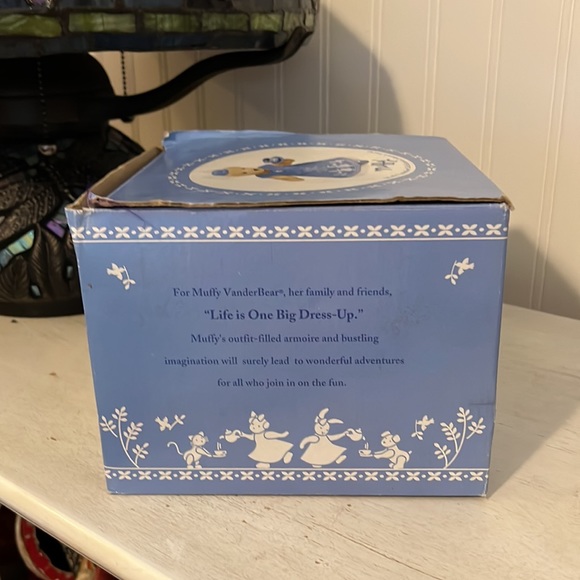 For Muffy VanderBear®, her family and friends,
“Life is One Big Dress-Up.”
Muffy's outfit-filled armoire and bustling
imagination will surely lead to wonderful adventures
for all who join in on the fun.